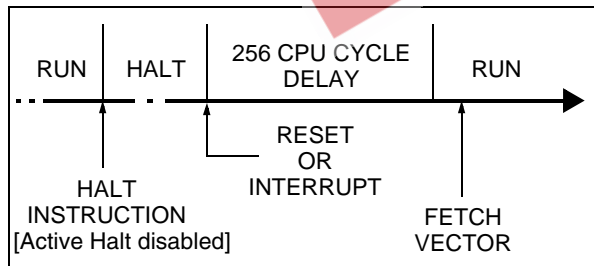 RUN
HALT
256 CPU CYCLE
DELAY
RUN
RESET
OR
INTERRUPT
HALT
INSTRUCTION
[Active Halt disabled]
FETCH
VECTOR